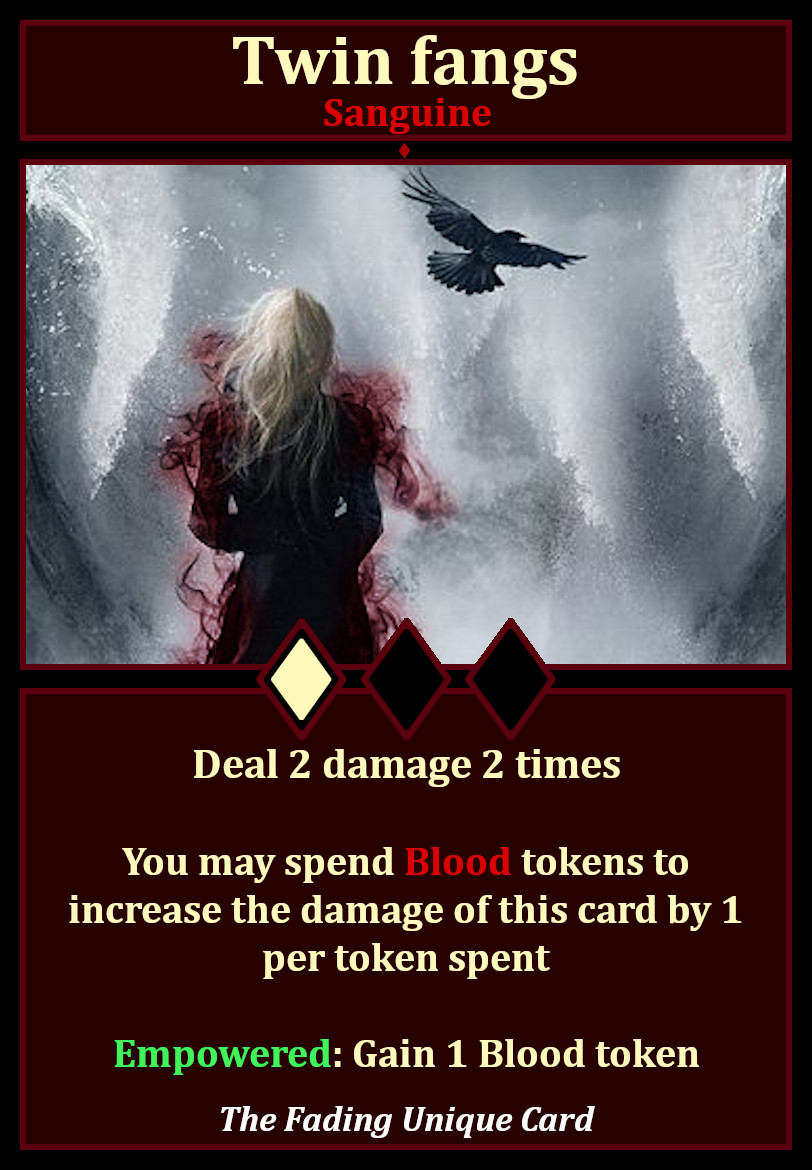 Twin fangs
Sanguine
Deal 2 damage 2 times
You may spend Blood tokens to
increase the damage of this card by 1
per token spent
Empowered: Gain 1 Blood token
The Fading Unique Card